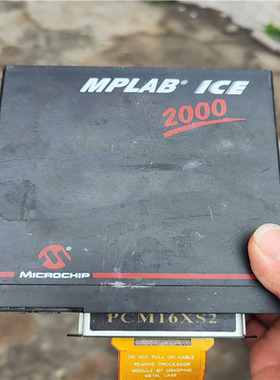 MPLAB® ICE
2000
MICROCHIP
PCM16XS2
DO NOT PULL ON CABLE
REMOVE PROCESSOR
MODULE BY GRASPING
METAL CASE